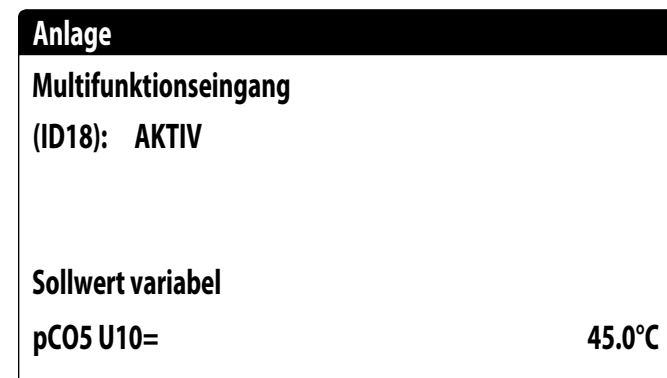 Anlage
Multifunktionseingang
(ID18): AKTIV
Sollwert variabel
pCO5 U10= 45.0°C